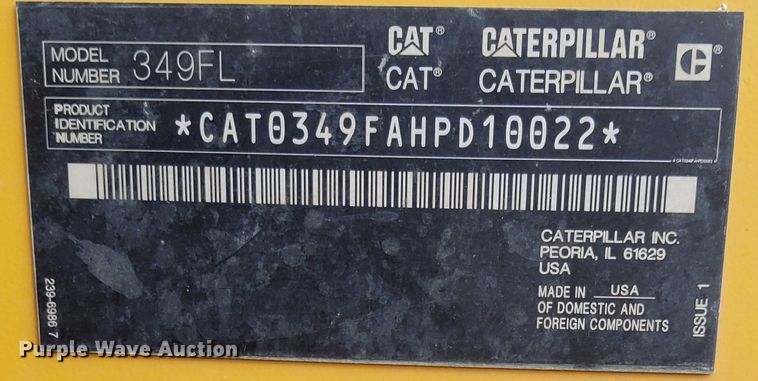 MODEL NUMBER 349FL
CAT® CATERPILLAR® C
CAT® CATERPILLAR®
PRODUCT IDENTIFICATION NUMBER *CAT0349FAHPD10022*
*CAT0349FAHPD10022
CATERPILLAR INC.
PEORIA, IL 61629
USA
MADE IN USA
OF DOMESTIC AND
FOREIGN COMPONENTS
ISSUE 1
239-6986 7
Purple Wave Auction